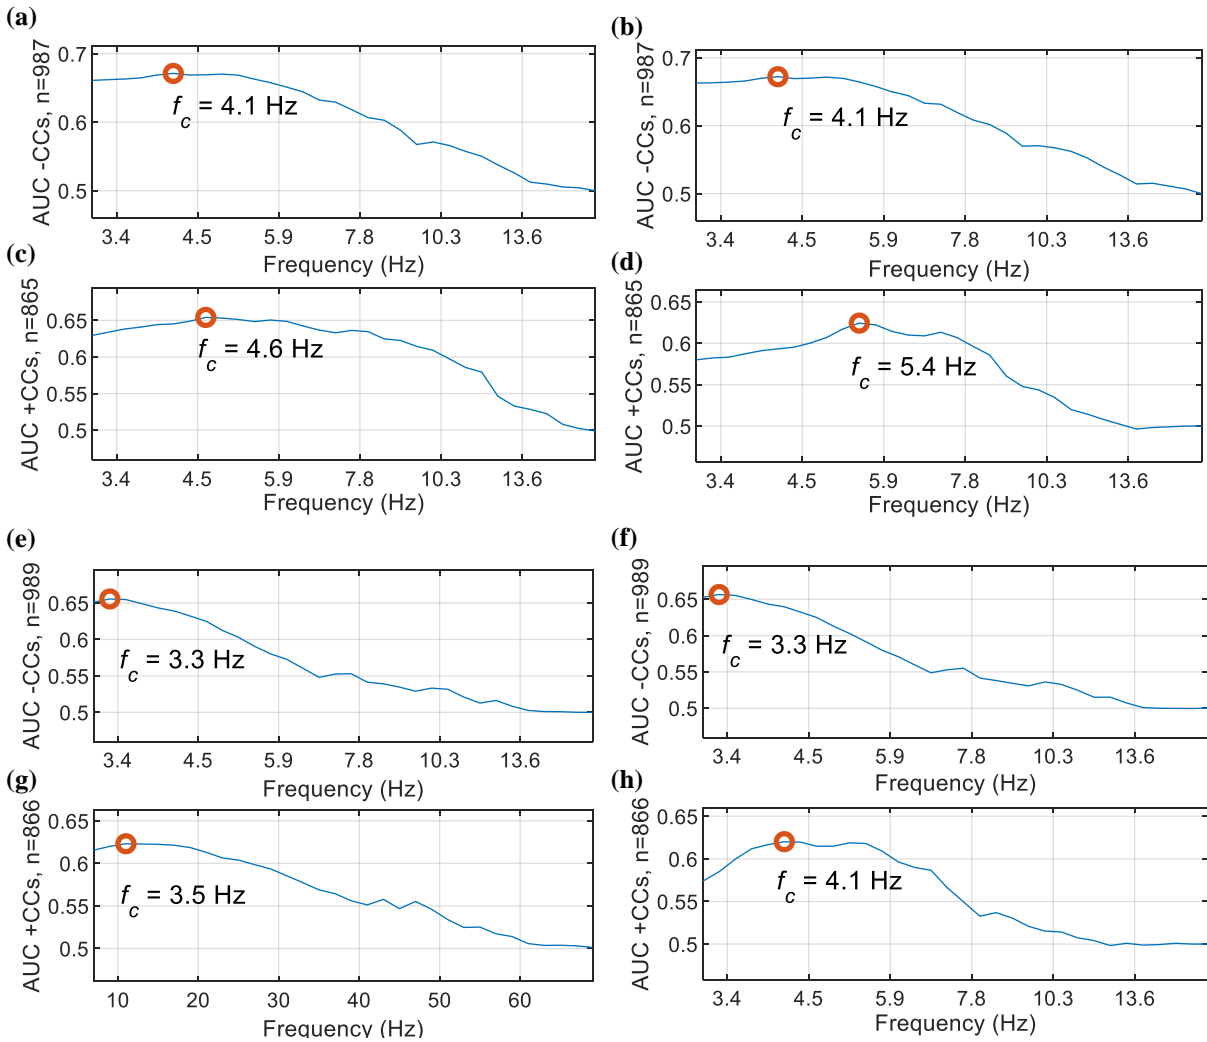 (a)
AUC -CCs, n=987
0.7
0.6
0.5
f_c = 4.1 Hz
3.4 4.5 5.9 7.8 10.3 13.6
Frequency (Hz)
(b)
AUC -CCs, n=987
0.7
0.6
0.5
f_c = 4.1 Hz
3.4 4.5 5.9 7.8 10.3 13.6
Frequency (Hz)
(c)
AUC +CCs, n=865
0.65
0.6
0.55
0.5
f_c = 4.6 Hz
3.4 4.5 5.9 7.8 10.3 13.6
Frequency (Hz)
(d)
AUC +CCs, n=865
0.65
0.6
0.55
0.5
f_c = 5.4 Hz
3.4 4.5 5.9 7.8 10.3 13.6
Frequency (Hz)
(e)
AUC -CCs, n=989
0.65
0.6
0.55
0.5
f_c = 3.3 Hz
3.4 4.5 5.9 7.8 10.3 13.6
Frequency (Hz)
(f)
AUC -CCs, n=989
0.65
0.6
0.55
0.5
f_c = 3.3 Hz
3.4 4.5 5.9 7.8 10.3 13.6
Frequency (Hz)
(g)
AUC +CCs, n=866
0.65
0.6
0.55
0.5
f_c = 3.5 Hz
10 20 30 40 50 60
Frequency (Hz)
(h)
AUC +CCs, n=866
0.65
0.6
0.55
0.5
f_c = 4.1 Hz
3.4 4.5 5.9 7.8 10.3 13.6
Frequency (Hz)